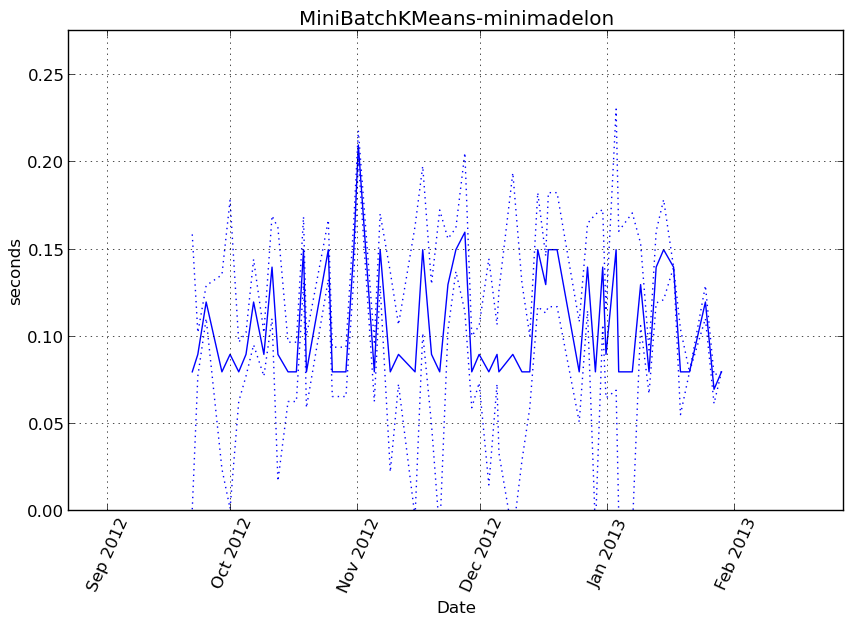 MiniBatchKMeans-minimadelon
0.25
0.20
0.15
0.10
0.05
0.00
seconds
Sep 2012
Oct 2012
Nov 2012
Dec 2012
Jan 2013
Feb 2013
Date